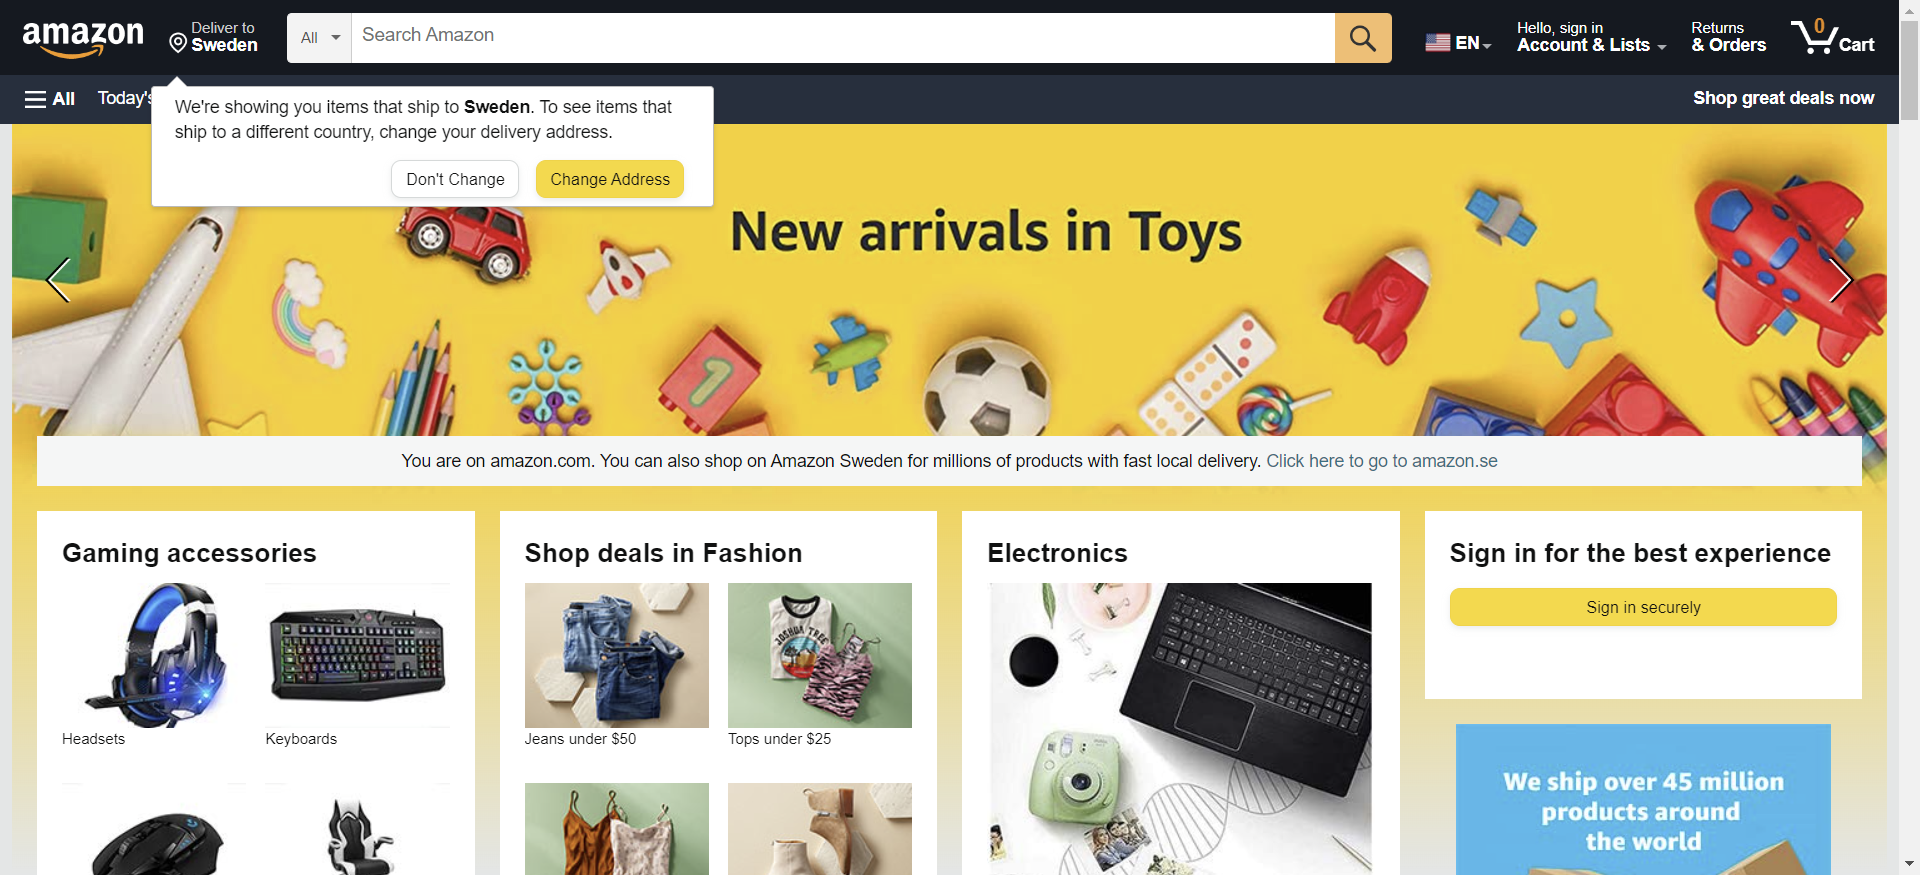 amazon
Deliver to
Sweden
All
Search Amazon
EN
Hello, sign in
Account & Lists
Returns
& Orders
0
Cart
All
Today's
Shop great deals now
We're showing you items that ship to Sweden. To see items that
ship to a different country, change your delivery address.
Don't Change
Change Address
New arrivals in Toys
1
You are on amazon.com. You can also shop on Amazon Sweden for millions of products with fast local delivery. Click here to go to amazon.se
Gaming accessories
Headsets
Keyboards
Shop deals in Fashion
JOSHUA TREE
Jeans under $50
Tops under $25
Electronics
Sign in for the best experience
Sign in securely
We ship over 45 million
products around
the world